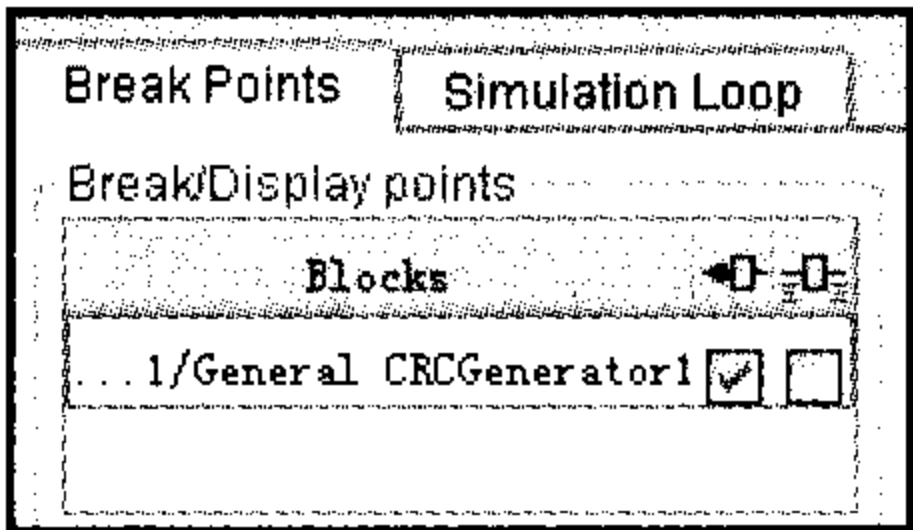 Break Points
Simulation Loop
Break/Display points
Blocks
...1/General CRCGenerator1